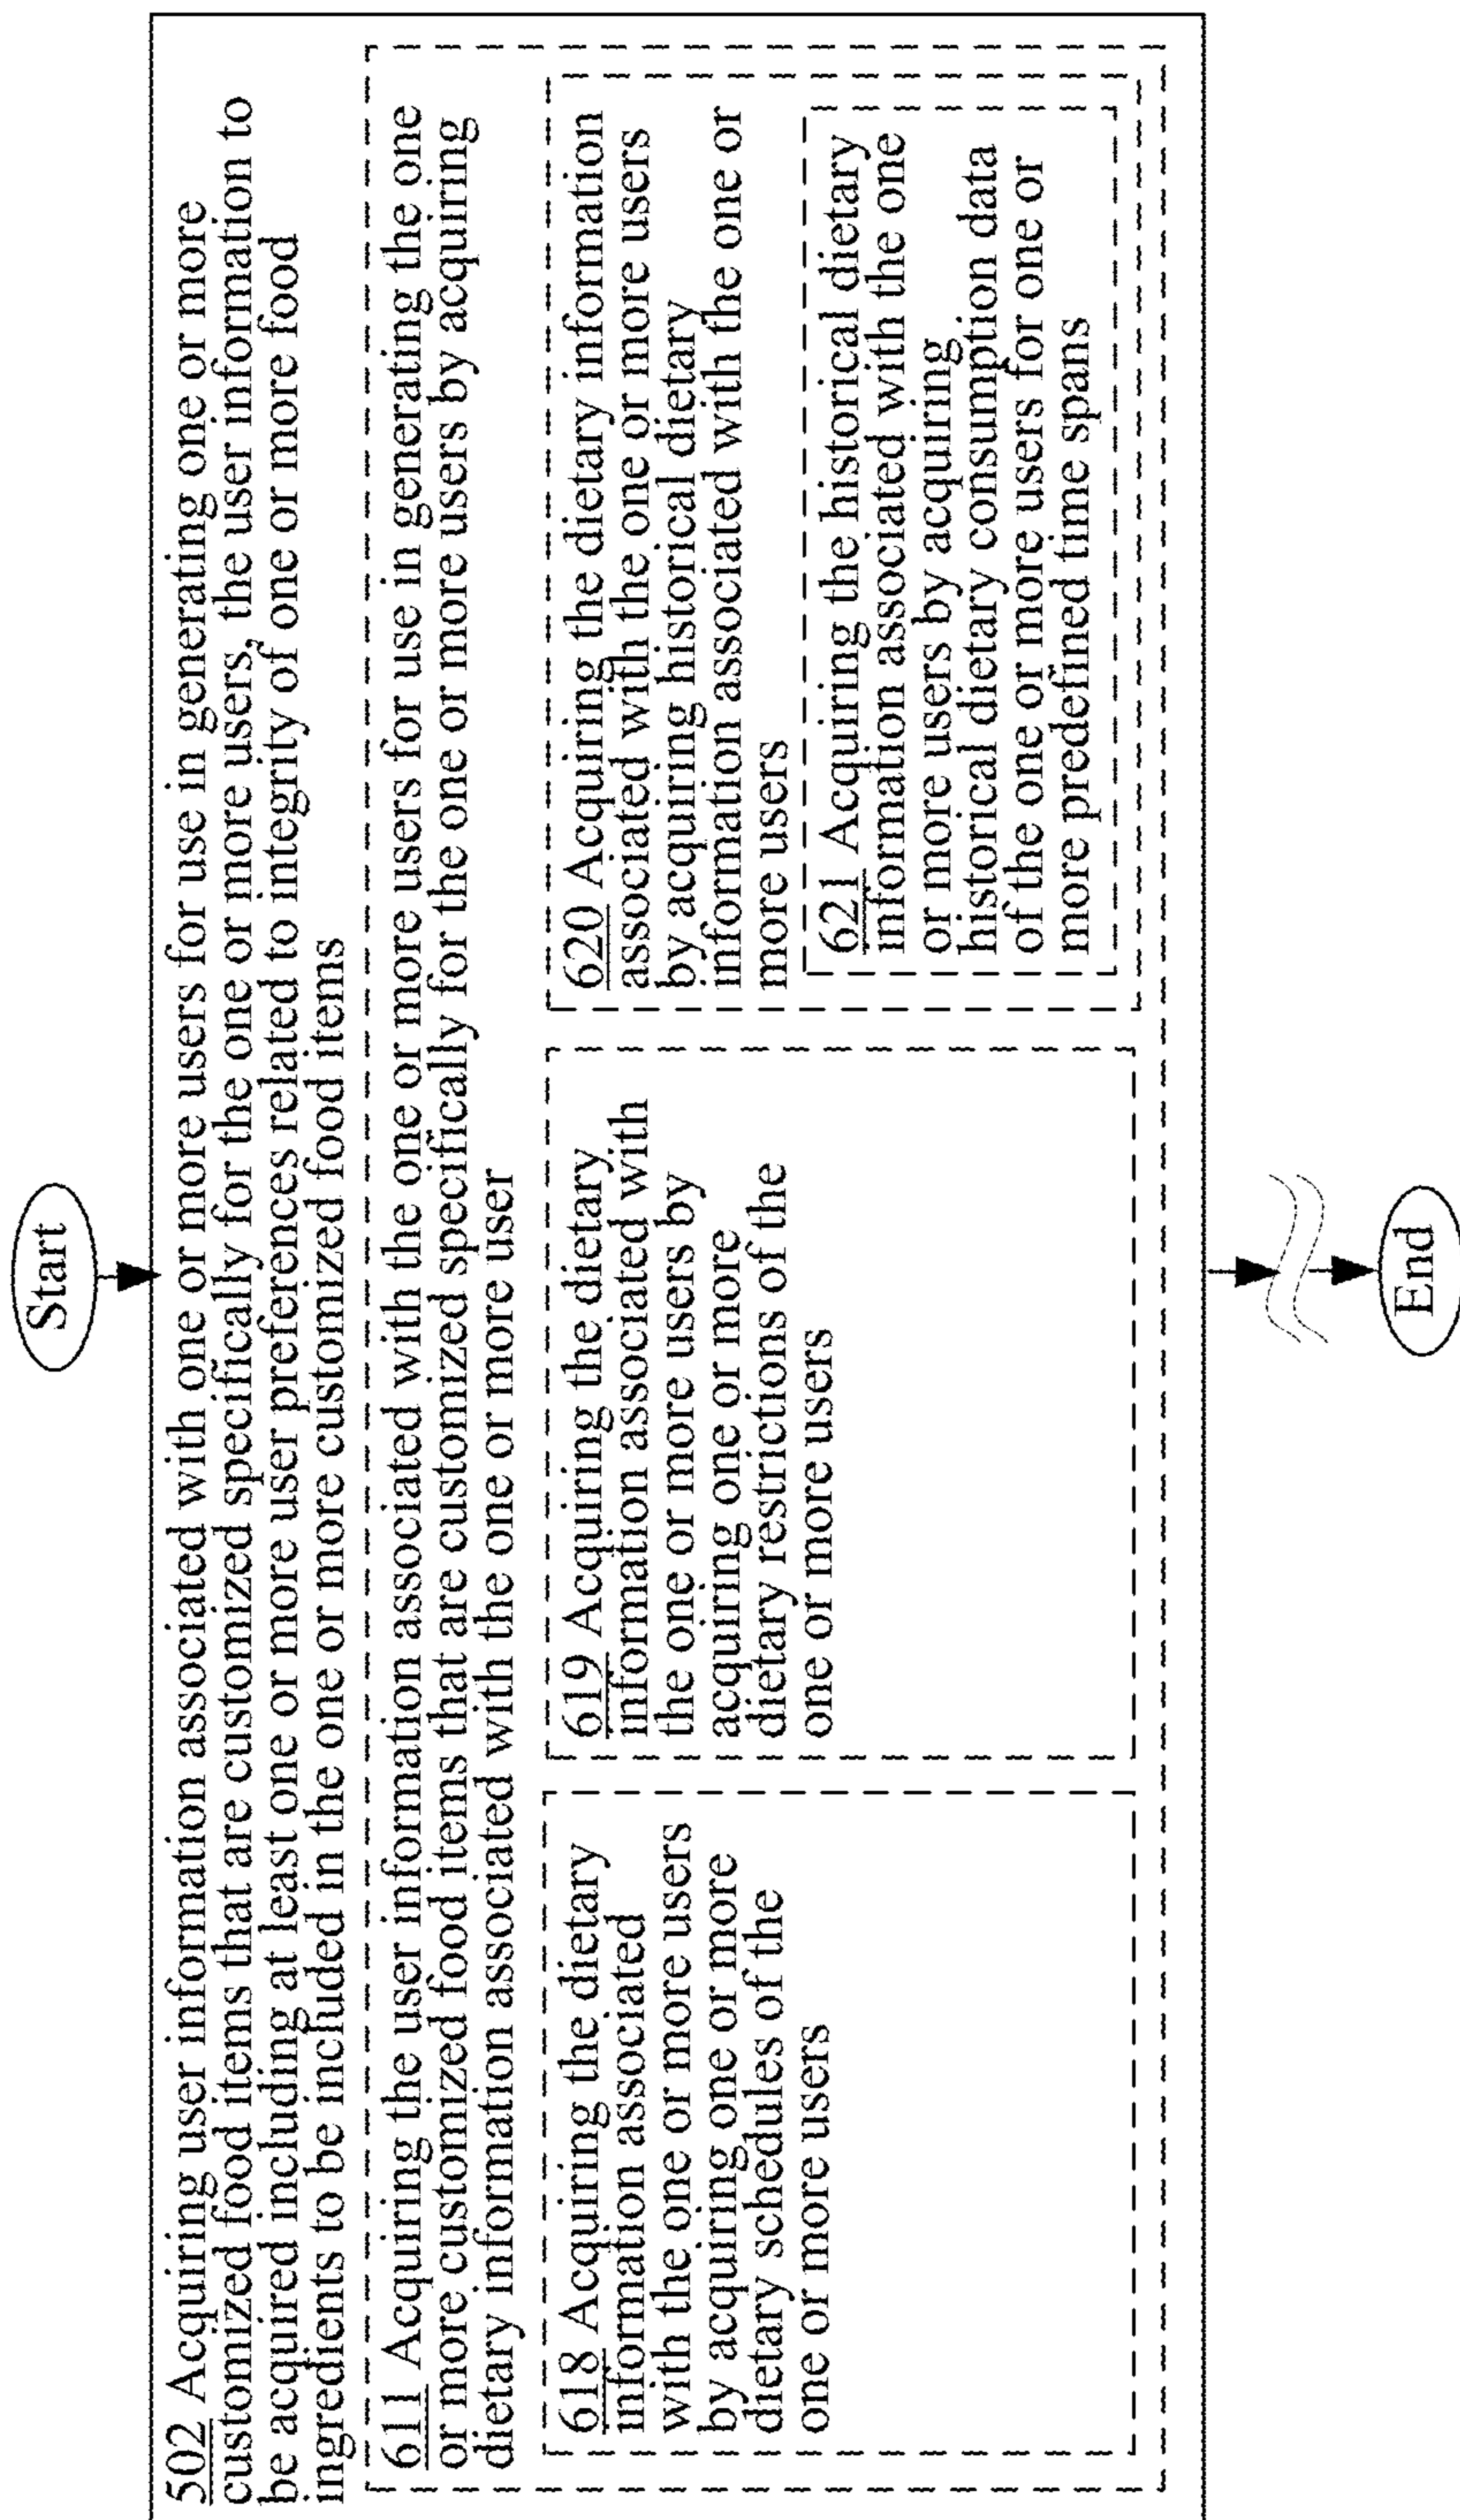 Start
502 Acquiring user information associated with one or more users for use in generating one or more
customized food items that are customized specifically for the one or more users, the user information to
be acquired including at least one or more user preferences related to integrity of one or more food
ingredients to be included in the one or more customized food items
611 Acquiring the user information associated with the one or more users for use in generating the one
or more customized food items that are customized specifically for the one or more users by acquiring
dietary information associated with the one or more user
618 Acquiring the dietary
information associated
with the one or more users
by acquiring one or more
dietary schedules of the
one or more users
619 Acquiring the dietary
information associated with
the one or more users by
acquiring one or more
dietary restrictions of the
one or more users
620 Acquiring the dietary information
associated with the one or more users
by acquiring historical dietary
information associated with the one or
more users
621 Acquiring the historical dietary
information associated with the one
or more users by acquiring
historical dietary consumption data
of the one or more users for one or
more predefined time spans
End